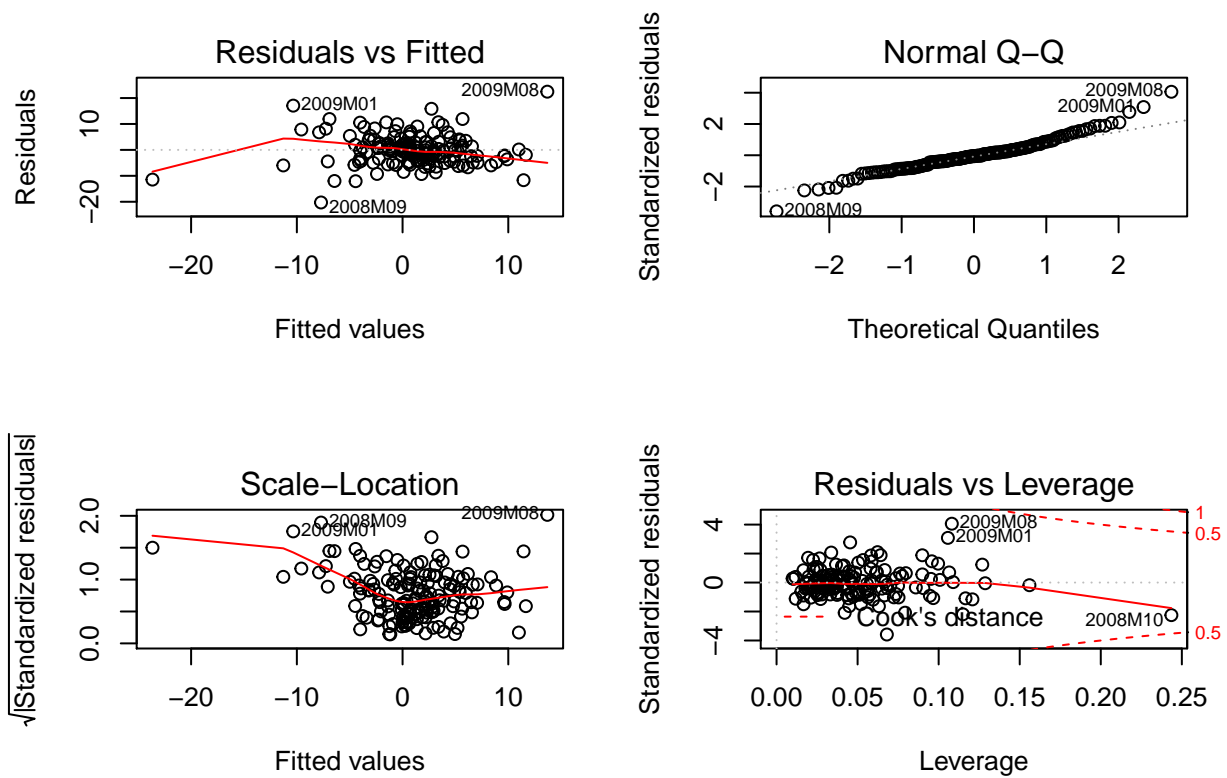 Residuals vs Fitted
Residuals
10
−20
2009M08
2009M01
2008M09
−20
−10
0
10
Fitted values
Normal Q−Q
Standardized residuals
2
−2
2009M08
2009M01
2008M09
−2
−1
0
1
2
Theoretical Quantiles
Scale−Location
√|Standardized residuals|
2.0
1.0
0.0
2009M08
2008M09
2009M01
−20
−10
0
10
Fitted values
Residuals vs Leverage
Standardized residuals
4
0
−4
2009M08
2009M01
2008M10
Cook's distance
1
0.5
0.5
0.00
0.05
0.10
0.15
0.20
0.25
Leverage